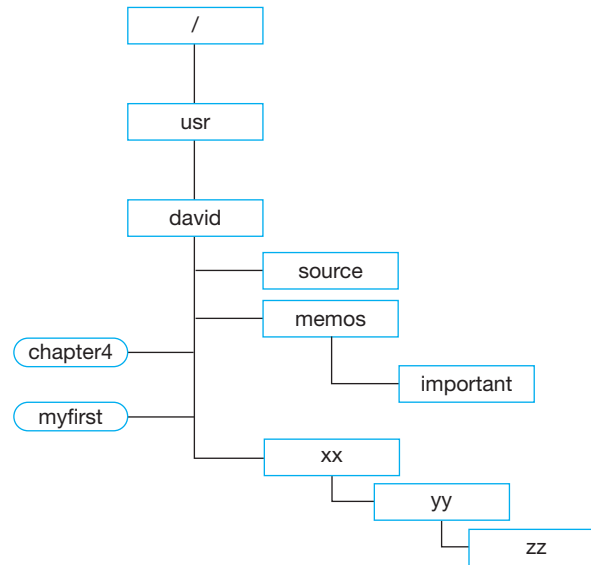 /
usr
david
source
memos
chapter4
important
myfirst
xx
yy
zz